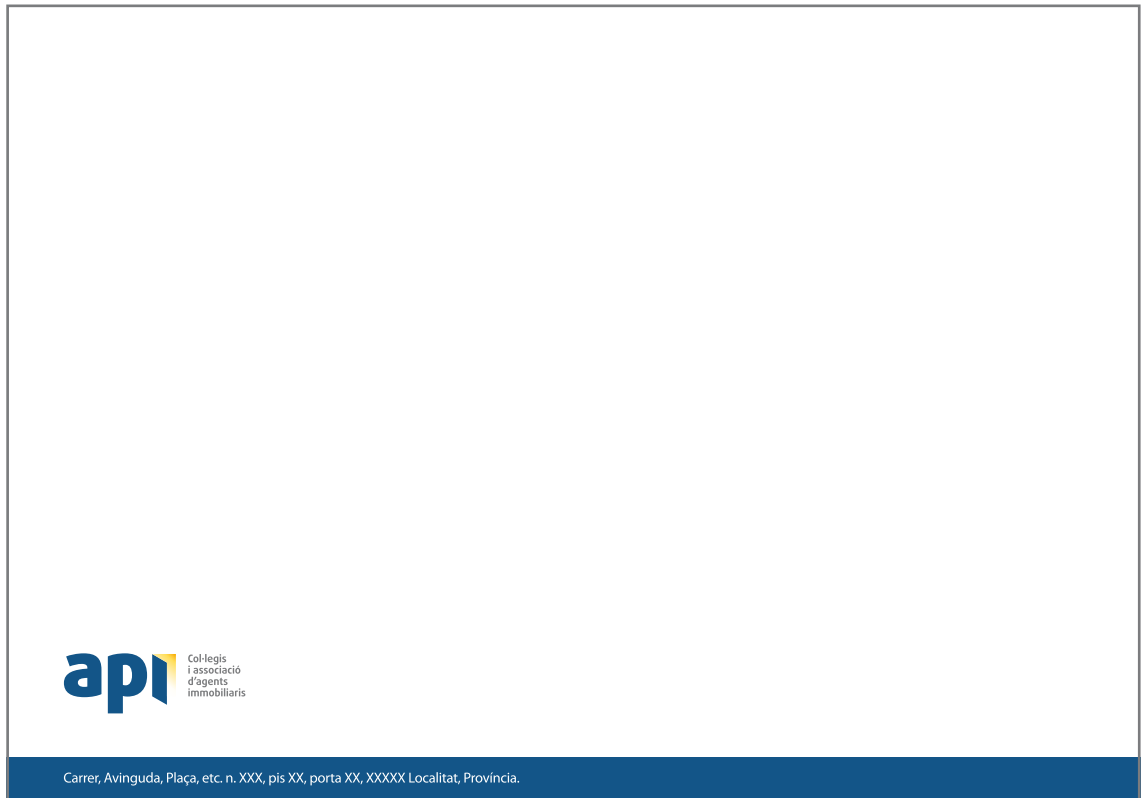 api
Col·legis
i associació
d'agents
immobiliaris
Carrer, Avinguda, Plaça, etc. n. XXX, pis XX, porta XX, XXXXX Localitat, Província.